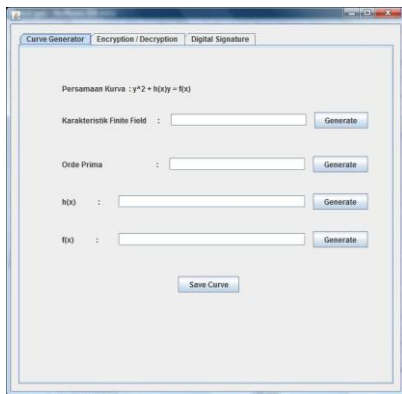 Curve Generator Encryption / Decryption Digital Signature
Persamaan Kurva : y^2 + h(x)y = f(x)
Karakteristik Finite Field : Generate
Orde Prima : Generate
h(x) : Generate
f(x) : Generate
Save Curve